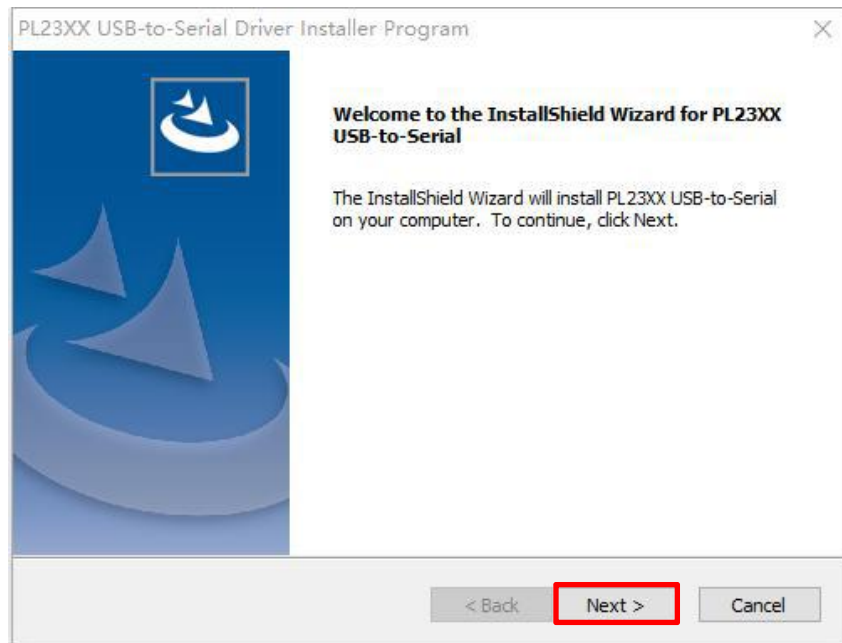 PL23XX USB-to-Serial Driver Installer Program
Welcome to the InstallShield Wizard for PL23XX
USB-to-Serial
The InstallShield Wizard will install PL23XX USB-to-Serial
on your computer. To continue, click Next.
< Back Next > Cancel